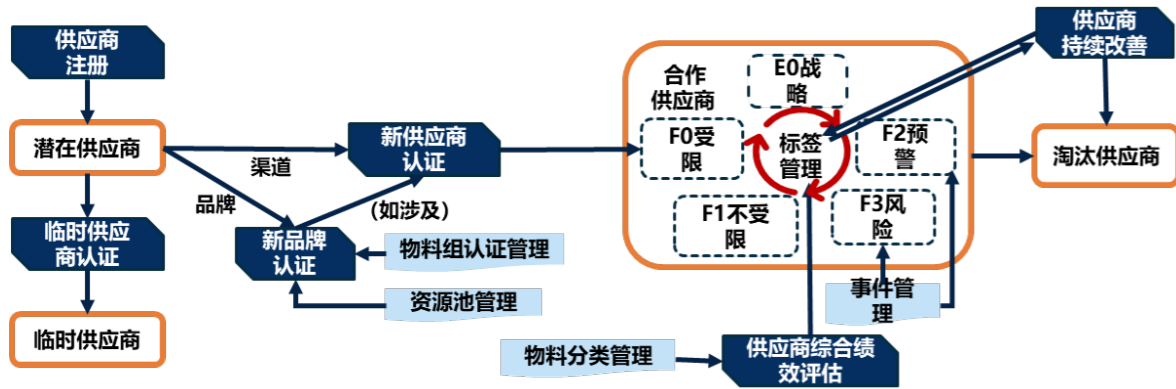 供应商
注册
潜在供应商
临时供应
商认证
临时供应商
渠道
品牌
新供应商
认证
（如涉及）
新品牌
认证
物料组认证管理
资源池管理
合作
供应商
E0战
略
F0受
限
标签
管理
F2预
警
F1不受
限
F3风
险
事件管
理
物料分类管理
供应商综合绩
效评估
供应商
持续改善
淘汰供应商